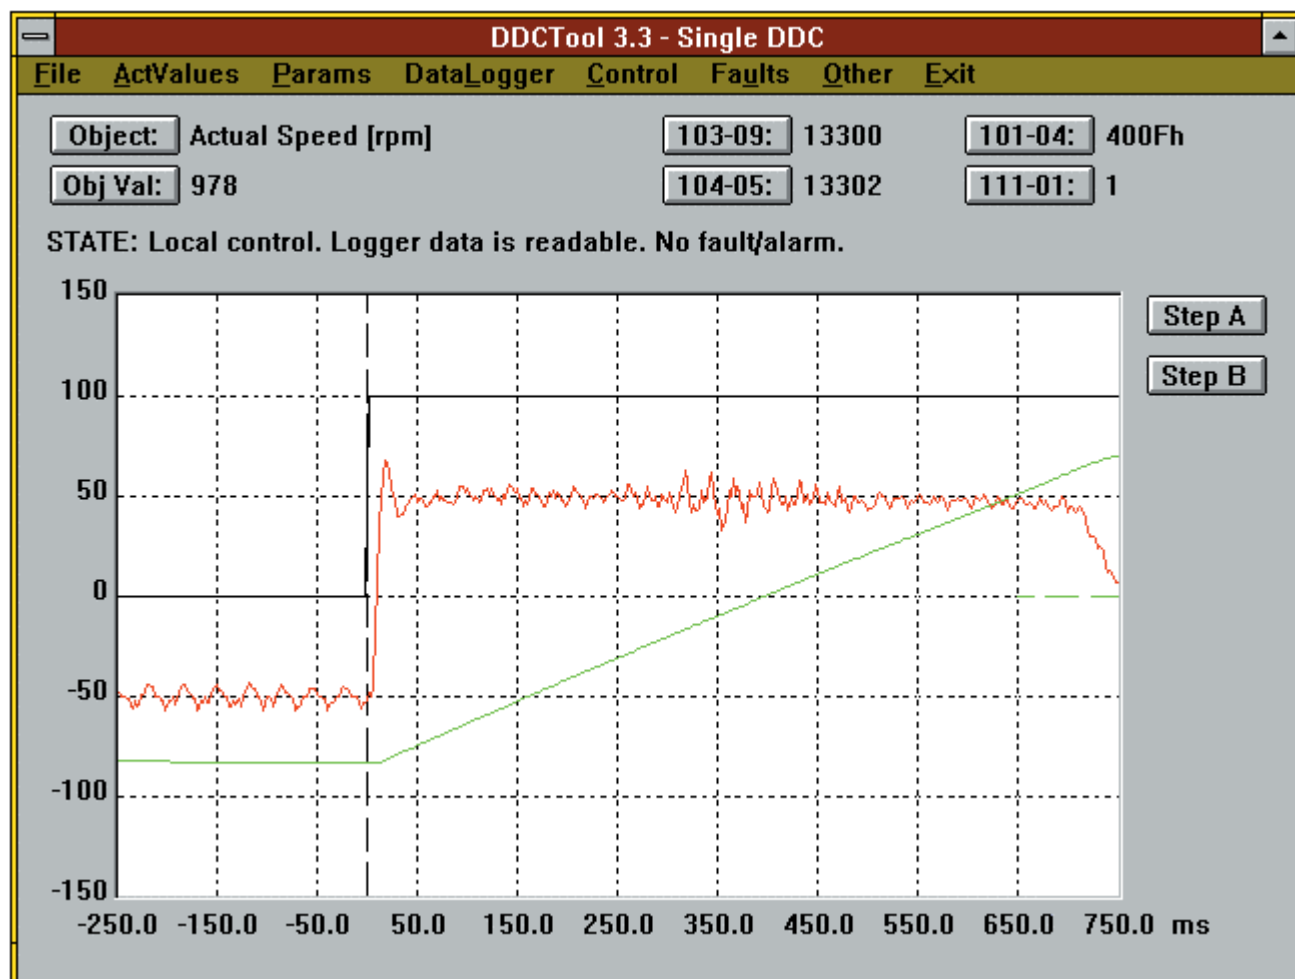 DDCTool 3.3 - Single DDC
File ActValues Params DataLogger Control Faults Other Exit
Object: Actual Speed [rpm] 103-09: 13300 101-04: 400Fh
Obj Val: 978 104-05: 13302 111-01: 1
STATE: Local control. Logger data is readable. No fault/alarm.
150
Step A
Step B
100
50
0
-50
-100
-150
-250.0 -150.0 -50.0 50.0 150.0 250.0 350.0 450.0 550.0 650.0 750.0 ms